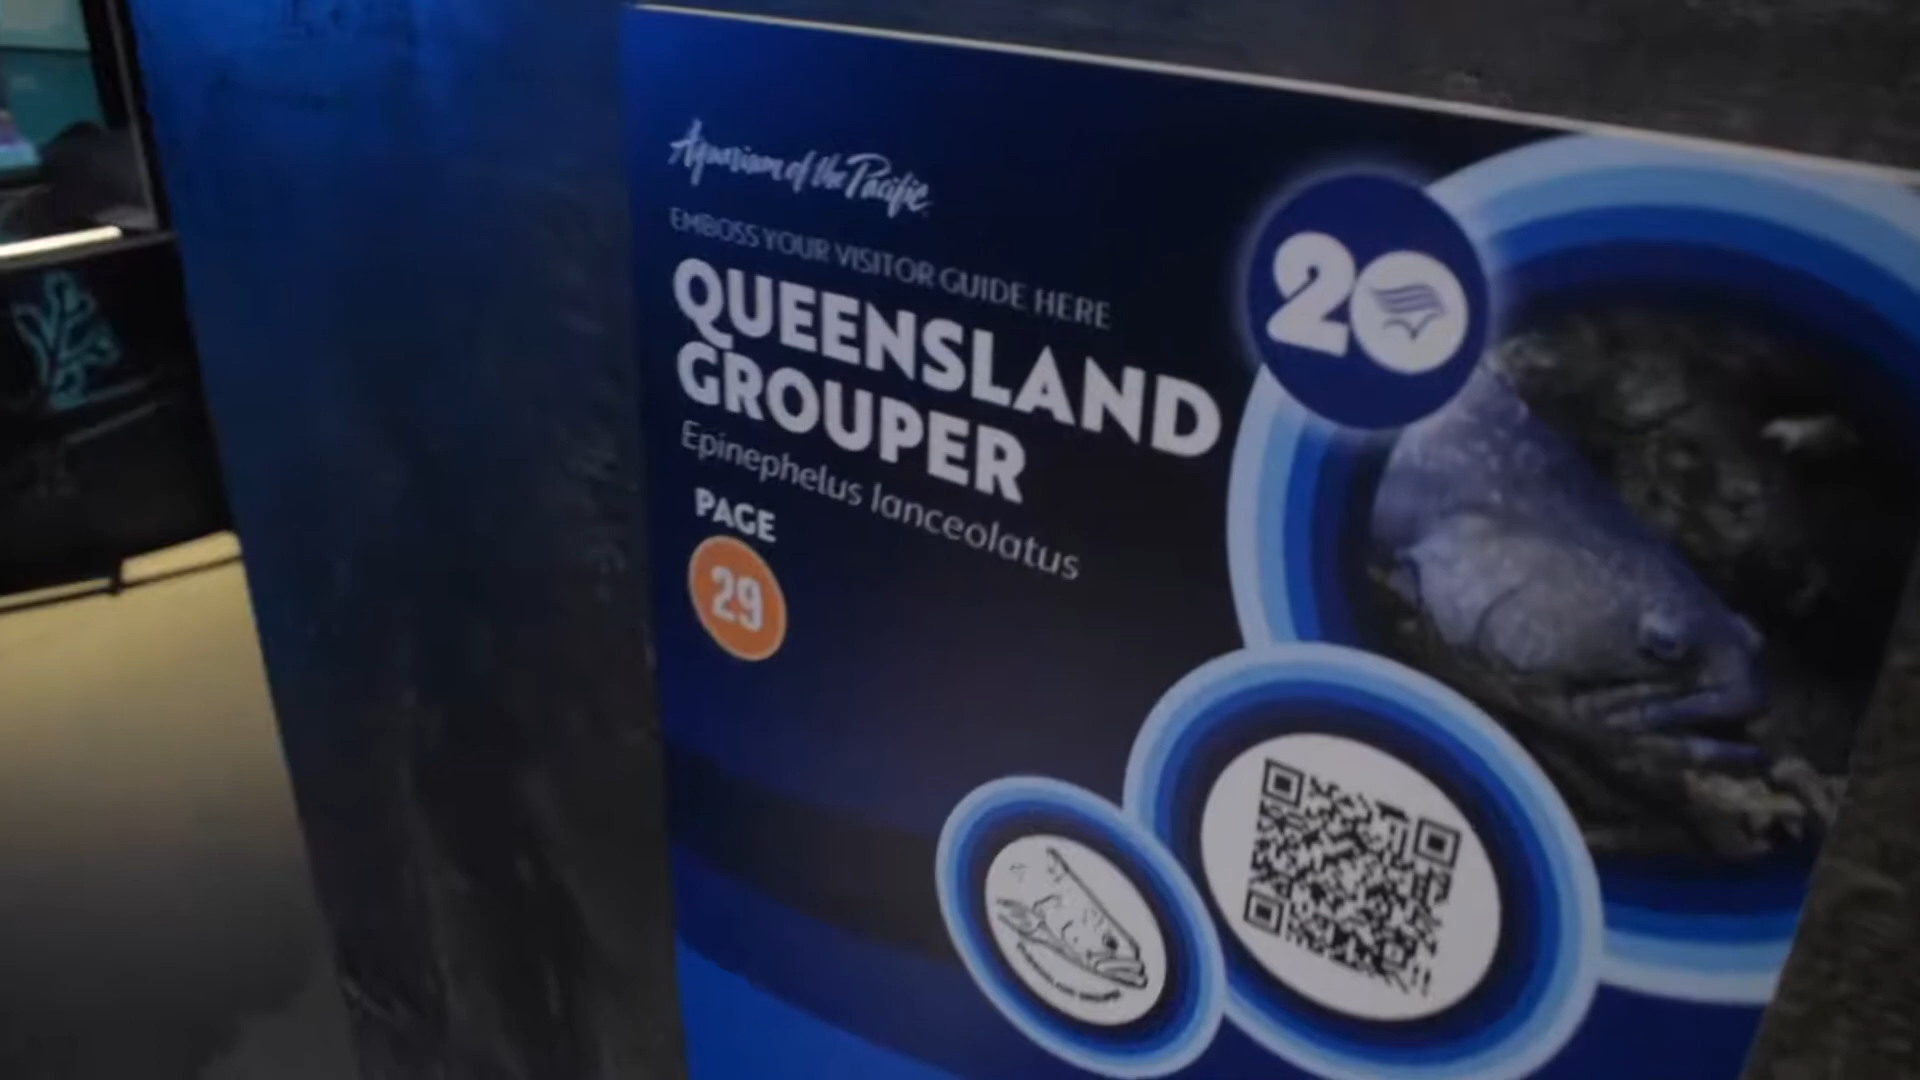 Aquarium of the Pacific
EMBOSS YOUR VISITOR GUIDE HERE
20
QUEENSLAND
GROUPER
Epinephelus lanceolatus
PAGE
29